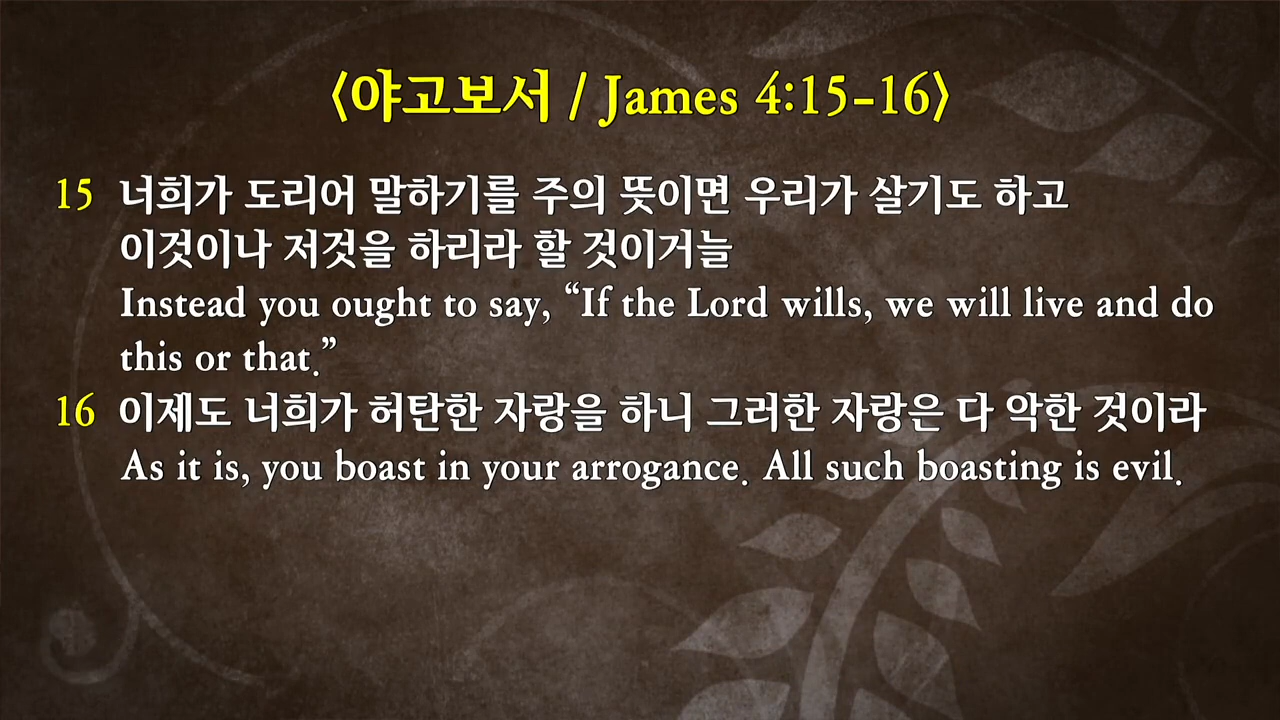 〈야고보서 / James 4:15-16〉
15 너희가 도리어 말하기를 주의 뜻이면 우리가 살기도 하고
이것이나 저것을 하리라 할 것이거늘
Instead you ought to say, “If the Lord wills, we will live and do
this or that.”
16 이제도 너희가 허탄한 자랑을 하니 그러한 자랑은 다 악한 것이라
As it is, you boast in your arrogance. All such boasting is evil.